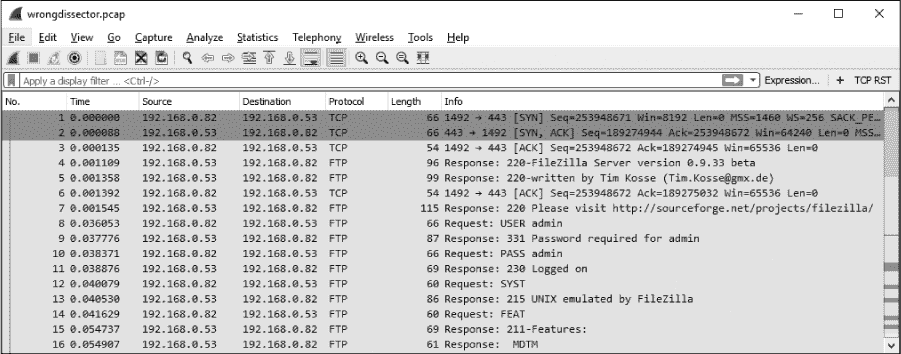 wrongdissector.pcap
File Edit View Go Capture Analyze Statistics Telephony Wireless Tools Help
Apply a display filter ... <Ctrl-/> Expression... + TCP RST
No. Time Source Destination Protocol Length Info
1 0.000000 192.168.0.82 192.168.0.53 TCP 66 1492 → 443 [SYN] Seq=253948671 Win=8192 Len=0 MSS=1460 WS=256 SACK_PE...
2 0.000088 192.168.0.53 192.168.0.82 TCP 66 443 → 1492 [SYN, ACK] Seq=189274944 Ack=253948672 Win=64240 Len=0 MSS...
3 0.000135 192.168.0.82 192.168.0.53 TCP 54 1492 → 443 [ACK] Seq=253948672 Ack=189274945 Win=65536 Len=0
4 0.001109 192.168.0.53 192.168.0.82 FTP 96 Response: 220-FileZilla Server version 0.9.33 beta
5 0.001358 192.168.0.53 192.168.0.82 FTP 99 Response: 220-written by Tim Kosse (Tim.Kosse@gmx.de)
6 0.001392 192.168.0.82 192.168.0.53 TCP 54 1492 → 443 [ACK] Seq=253948672 Ack=189275032 Win=65536 Len=0
7 0.001545 192.168.0.53 192.168.0.82 FTP 115 Response: 220 Please visit http://sourceforge.net/projects/filezilla/
8 0.036053 192.168.0.82 192.168.0.53 FTP 66 Request: USER admin
9 0.037776 192.168.0.53 192.168.0.82 FTP 87 Response: 331 Password required for admin
10 0.038371 192.168.0.82 192.168.0.53 FTP 66 Request: PASS admin
11 0.038876 192.168.0.53 192.168.0.82 FTP 69 Response: 230 Logged on
12 0.040079 192.168.0.82 192.168.0.53 FTP 60 Request: SYST
13 0.040530 192.168.0.53 192.168.0.82 FTP 86 Response: 215 UNIX emulated by FileZilla
14 0.041629 192.168.0.82 192.168.0.53 FTP 60 Request: FEAT
15 0.054737 192.168.0.53 192.168.0.82 FTP 69 Response: 211-Features:
16 0.054907 192.168.0.53 192.168.0.82 FTP 61 Response: MDTM